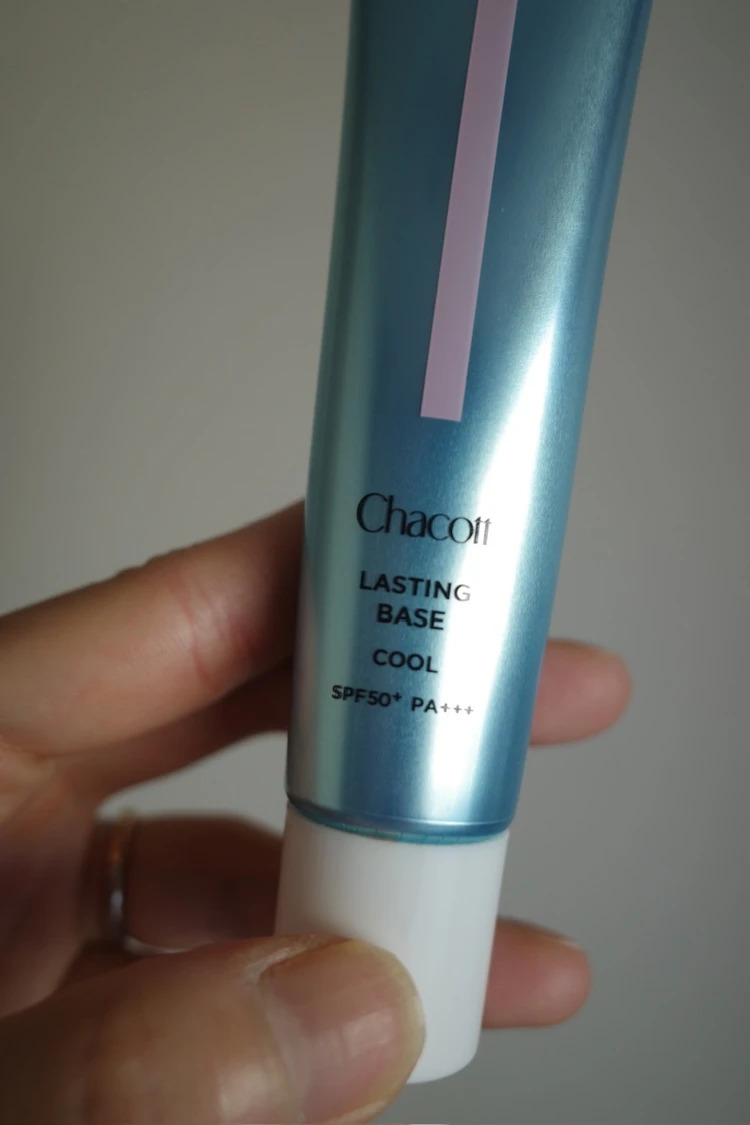 Chacott
LASTING
BASE
COOL
SPF50⁺ PA+++